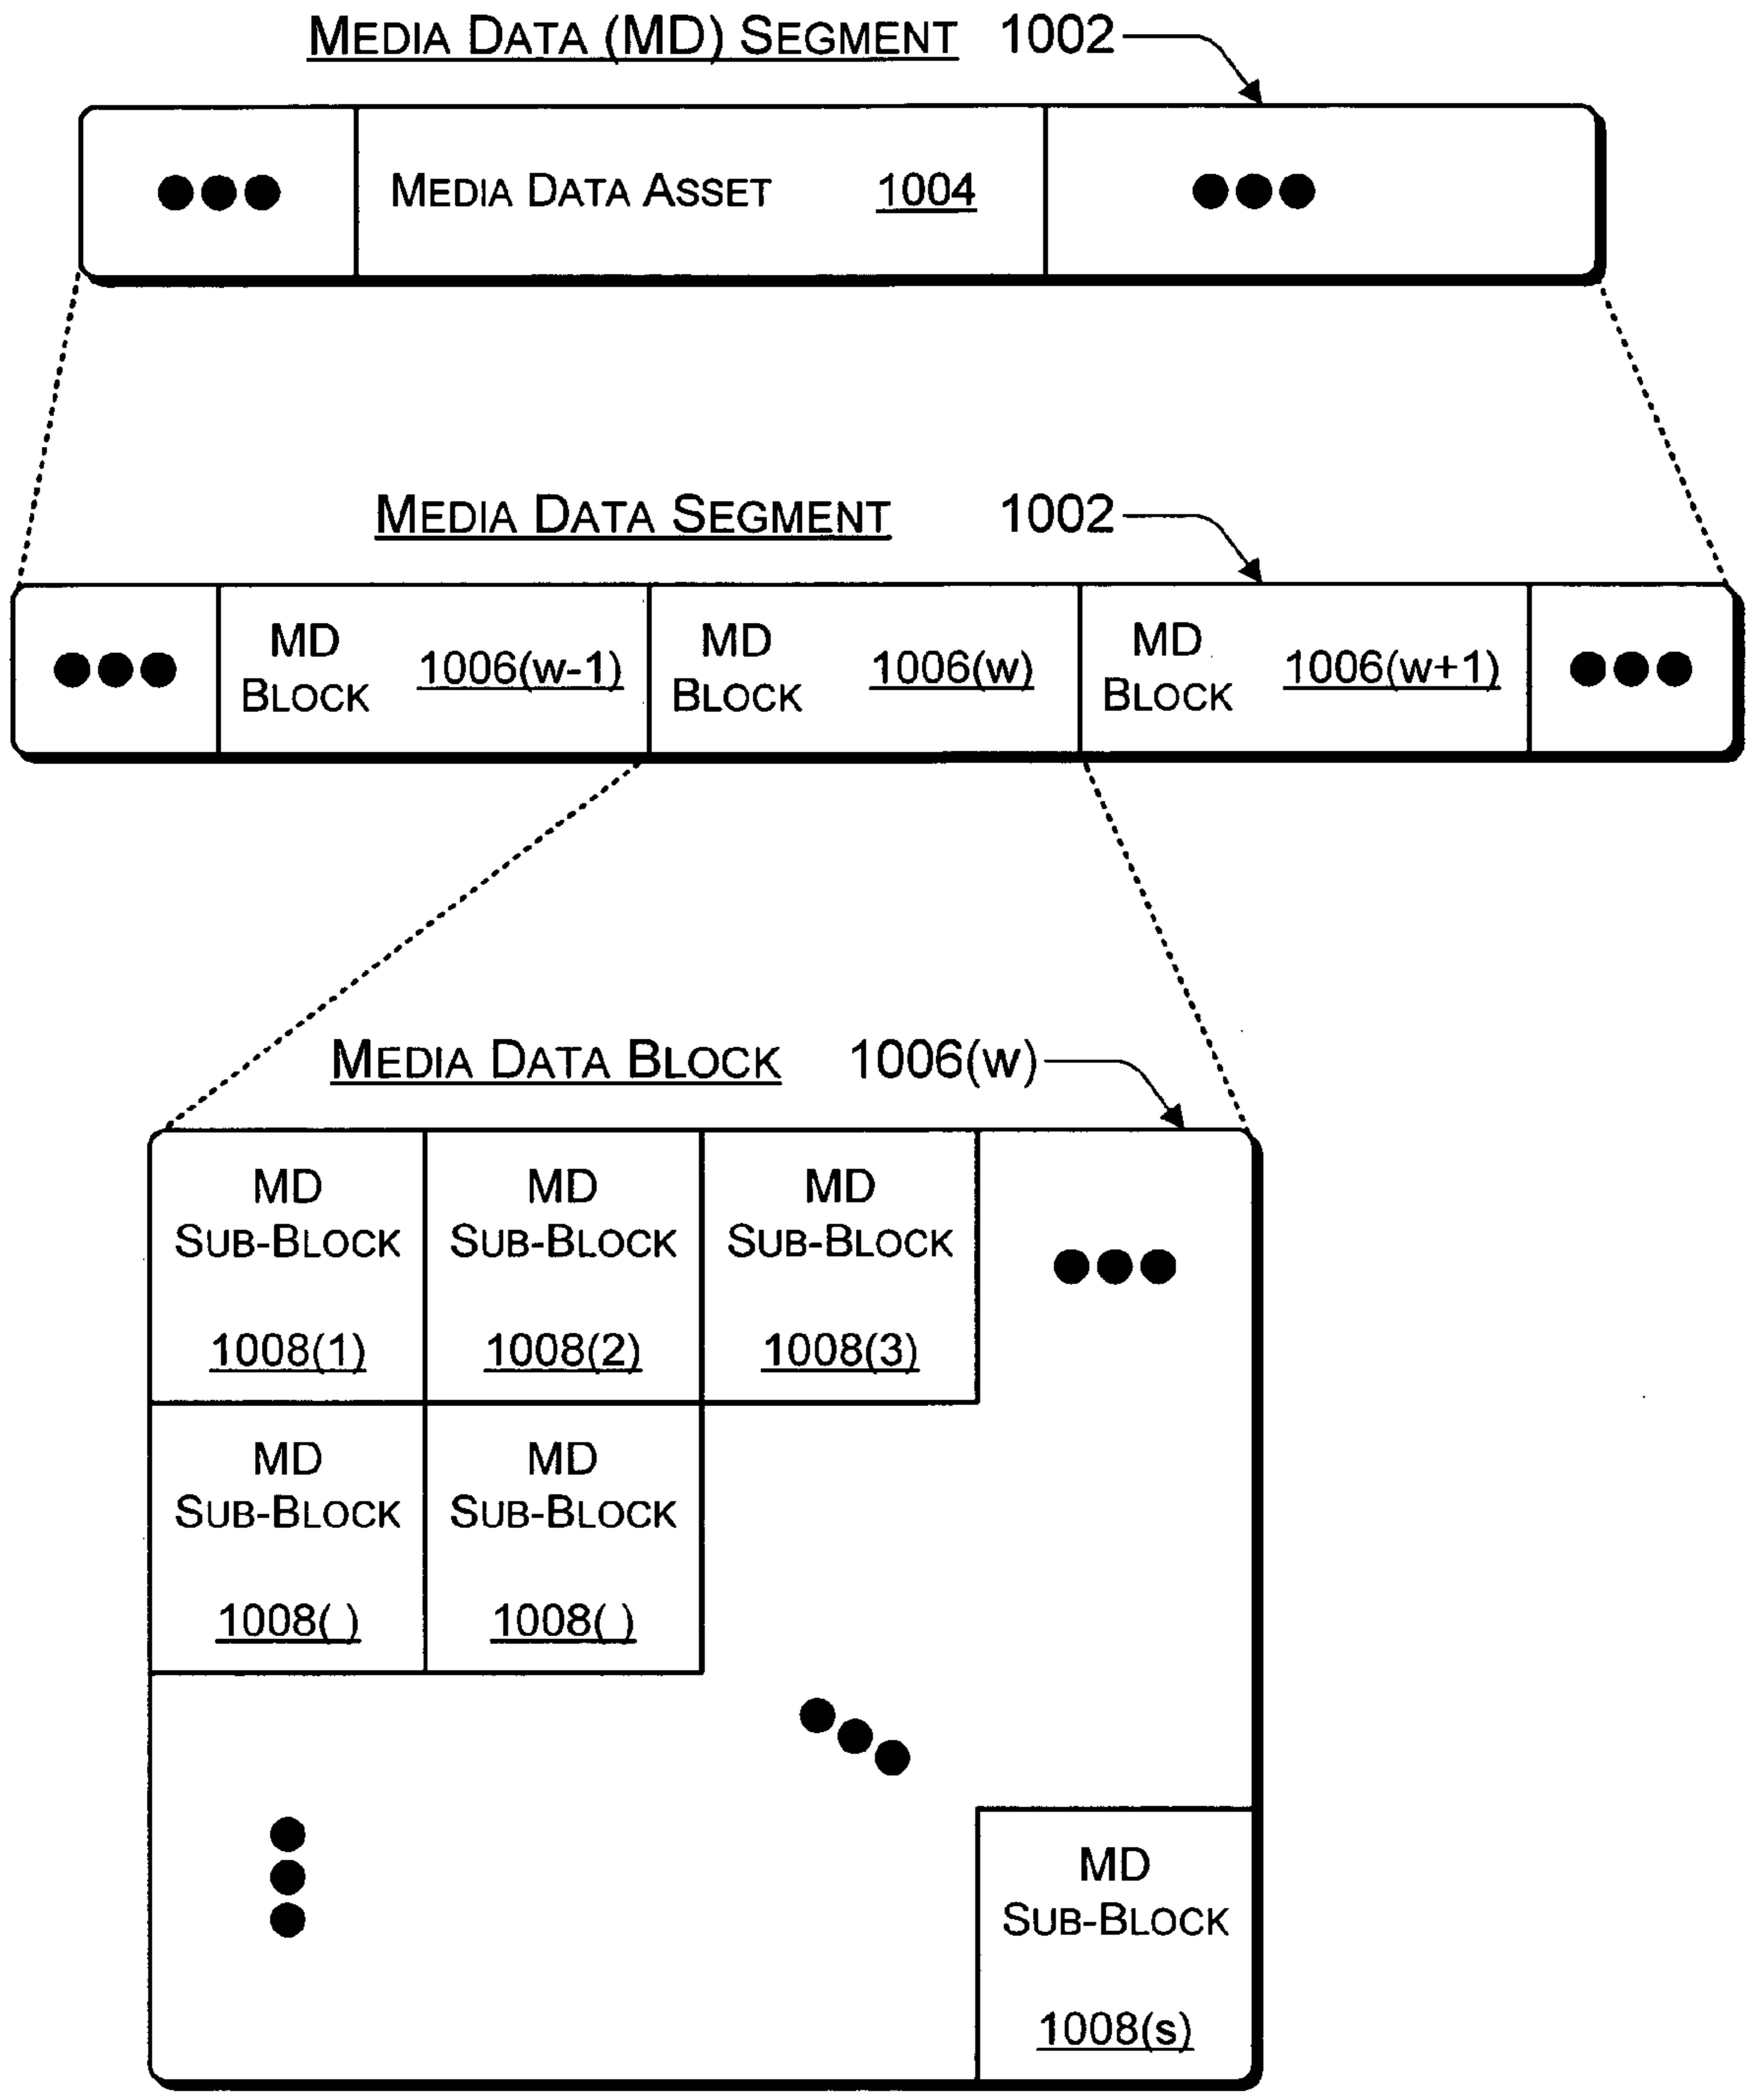 MEDIA DATA (MD) SEGMENT 1002
MEDIA DATA ASSET 1004
MEDIA DATA SEGMENT 1002
MD BLOCK 1006(w-1)
MD BLOCK 1006(w)
MD BLOCK 1006(w+1)
MEDIA DATA BLOCK 1006(w)
MD
SUB-BLOCK
1008(1)
MD
SUB-BLOCK
1008(2)
MD
SUB-BLOCK
1008(3)
MD
SUB-BLOCK
1008( )
MD
SUB-BLOCK
1008( )
MD
SUB-BLOCK
1008(s)